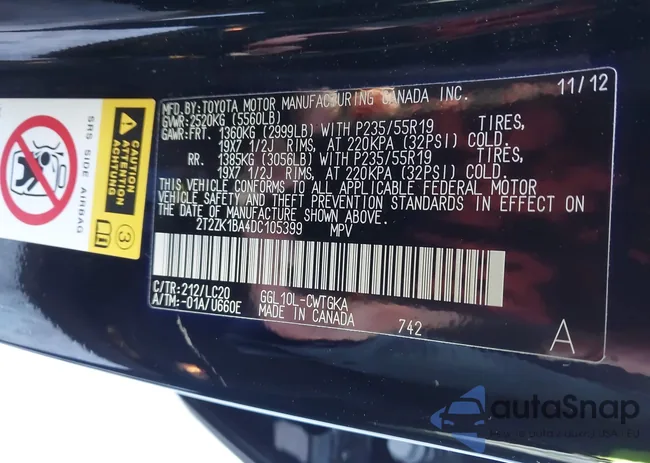 MFD.BY:TOYOTA MOTOR MANUFACTURING CANADA INC. 11/12
GVWR:2520KG (5560LB)
GAWR:FRT. 1360KG (2999LB) WITH P235/55R19 TIRES,
19X7 1/2J RIMS, AT 220KPA (32PSI) COLD.
RR. 1385KG (3056LB) WITH P235/55R19 TIRES,
19X7 1/2J RIMS, AT 220KPA (32PSI) COLD.
THIS VEHICLE CONFORMS TO ALL APPLICABLE FEDERAL MOTOR
VEHICLE SAFETY AND THEFT PREVENTION STANDARDS IN EFFECT ON
THE DATE OF MANUFACTURE SHOWN ABOVE.
2T2ZK1BA4DC105399 MPV
C/TR:212/LC20 GGL10L-CWTGKA
A/TM:-01A/U660E MADE IN CANADA 742
A
SRS SIDE AIRBAG
CAUTION
ATTENTION
ACHTUNG
3
autaSnap